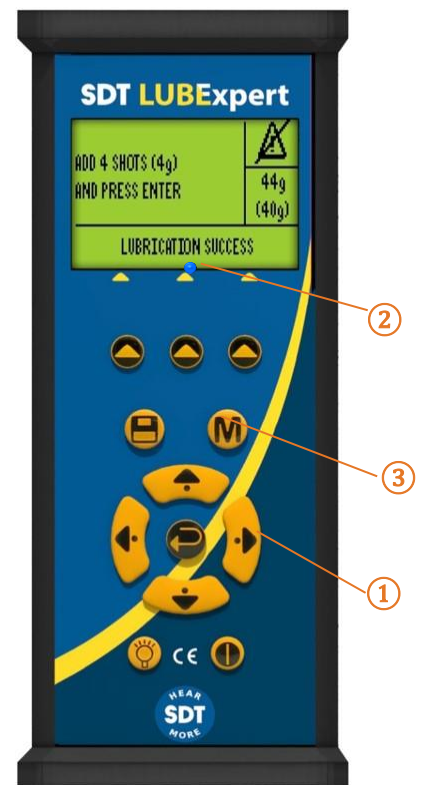 SDT LUBExpert
ADD 4 SHOTS (4g)
AND PRESS ENTER
44g
(40g)
LUBRICATION SUCCESS
②
M
③
①
CE
HEAR
SDT
MORE